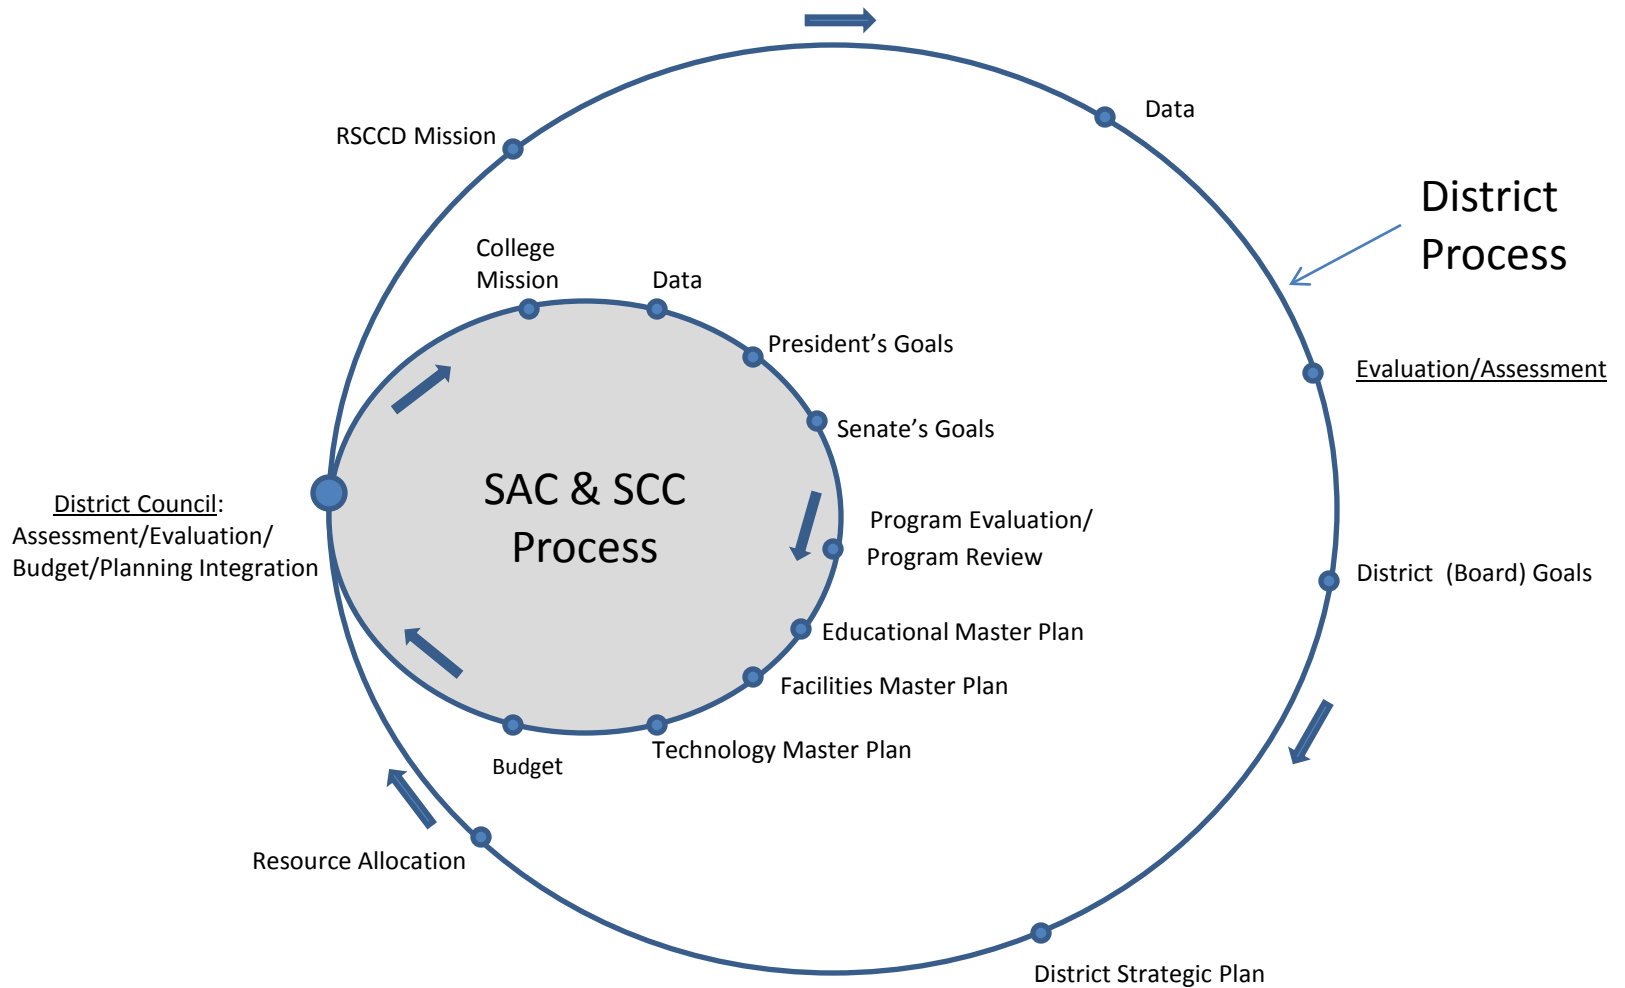 Data
RSCCD Mission
District
Process
College
Mission
Data
President’s Goals
Evaluation/Assessment
Senate’s Goals
SAC & SCC
Process
District Council:
Assessment/Evaluation/
Budget/Planning Integration
Program Evaluation/
Program Review
District (Board) Goals
Educational Master Plan
Facilities Master Plan
Technology Master Plan
Budget
Resource Allocation
District Strategic Plan